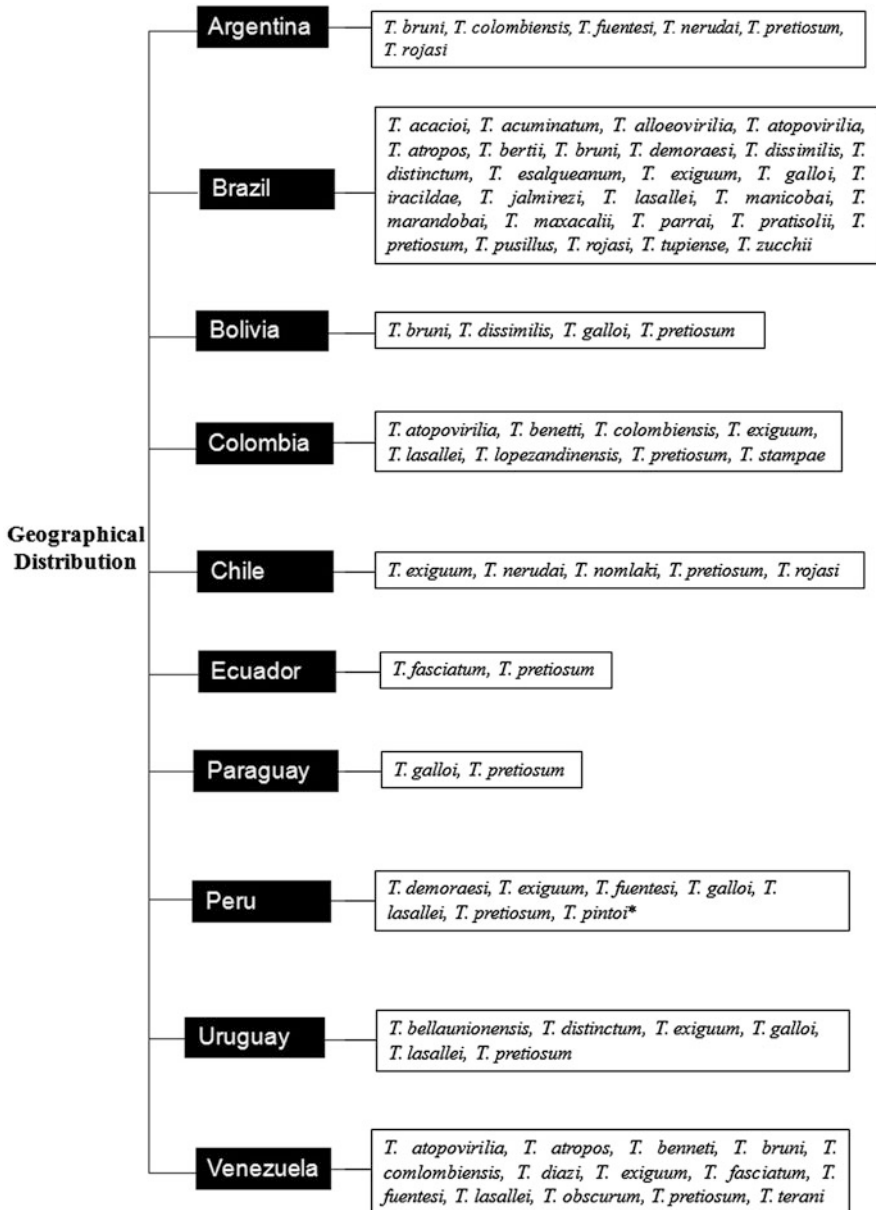 Argentina
T. bruni, T. colombiensis, T. fuentesi, T. nerudai, T. pretiosum,
T. rojasi
Brazil
T. acacioi, T. acuminatum, T. alloeovirilia, T. atopovirilia,
T. atropos, T. bertii, T. bruni, T. demoraesi, T. dissimilis, T.
distinctum, T. esalqueanum, T. exiguum, T. galloi, T.
iracildae, T. jalmirezi, T. lasallei, T. manicobai, T.
marandobai, T. maxacalii, T. parrai, T. pratisolii, T.
pretiosum, T. pusillus, T. rojasi, T. tupiense, T. zucchii
Bolivia
T. bruni, T. dissimilis, T. galloi, T. pretiosum
Colombia
T. atopovirilia, T. benetti, T. colombiensis, T. exiguum,
T. lasallei, T. lopezandinensis, T. pretiosum, T. stampae
Geographical
Distribution
Chile
T. exiguum, T. nerudai, T. nomlaki, T. pretiosum, T. rojasi
Ecuador
T. fasciatum, T. pretiosum
Paraguay
T. galloi, T. pretiosum
Peru
T. demoraesi, T. exiguum, T. fuentesi, T. galloi, T.
lasallei, T. pretiosum, T. pintoi*
Uruguay
T. bellaunionensis, T. distinctum, T. exiguum, T. galloi,
T. lasallei, T. pretiosum
Venezuela
T. atopovirilia, T. atropos, T. benneti, T. bruni, T.
comlombiensis, T. diazi, T. exiguum, T. fasciatum, T.
fuentesi, T. lasallei, T. obscurum, T. pretiosum, T. terani